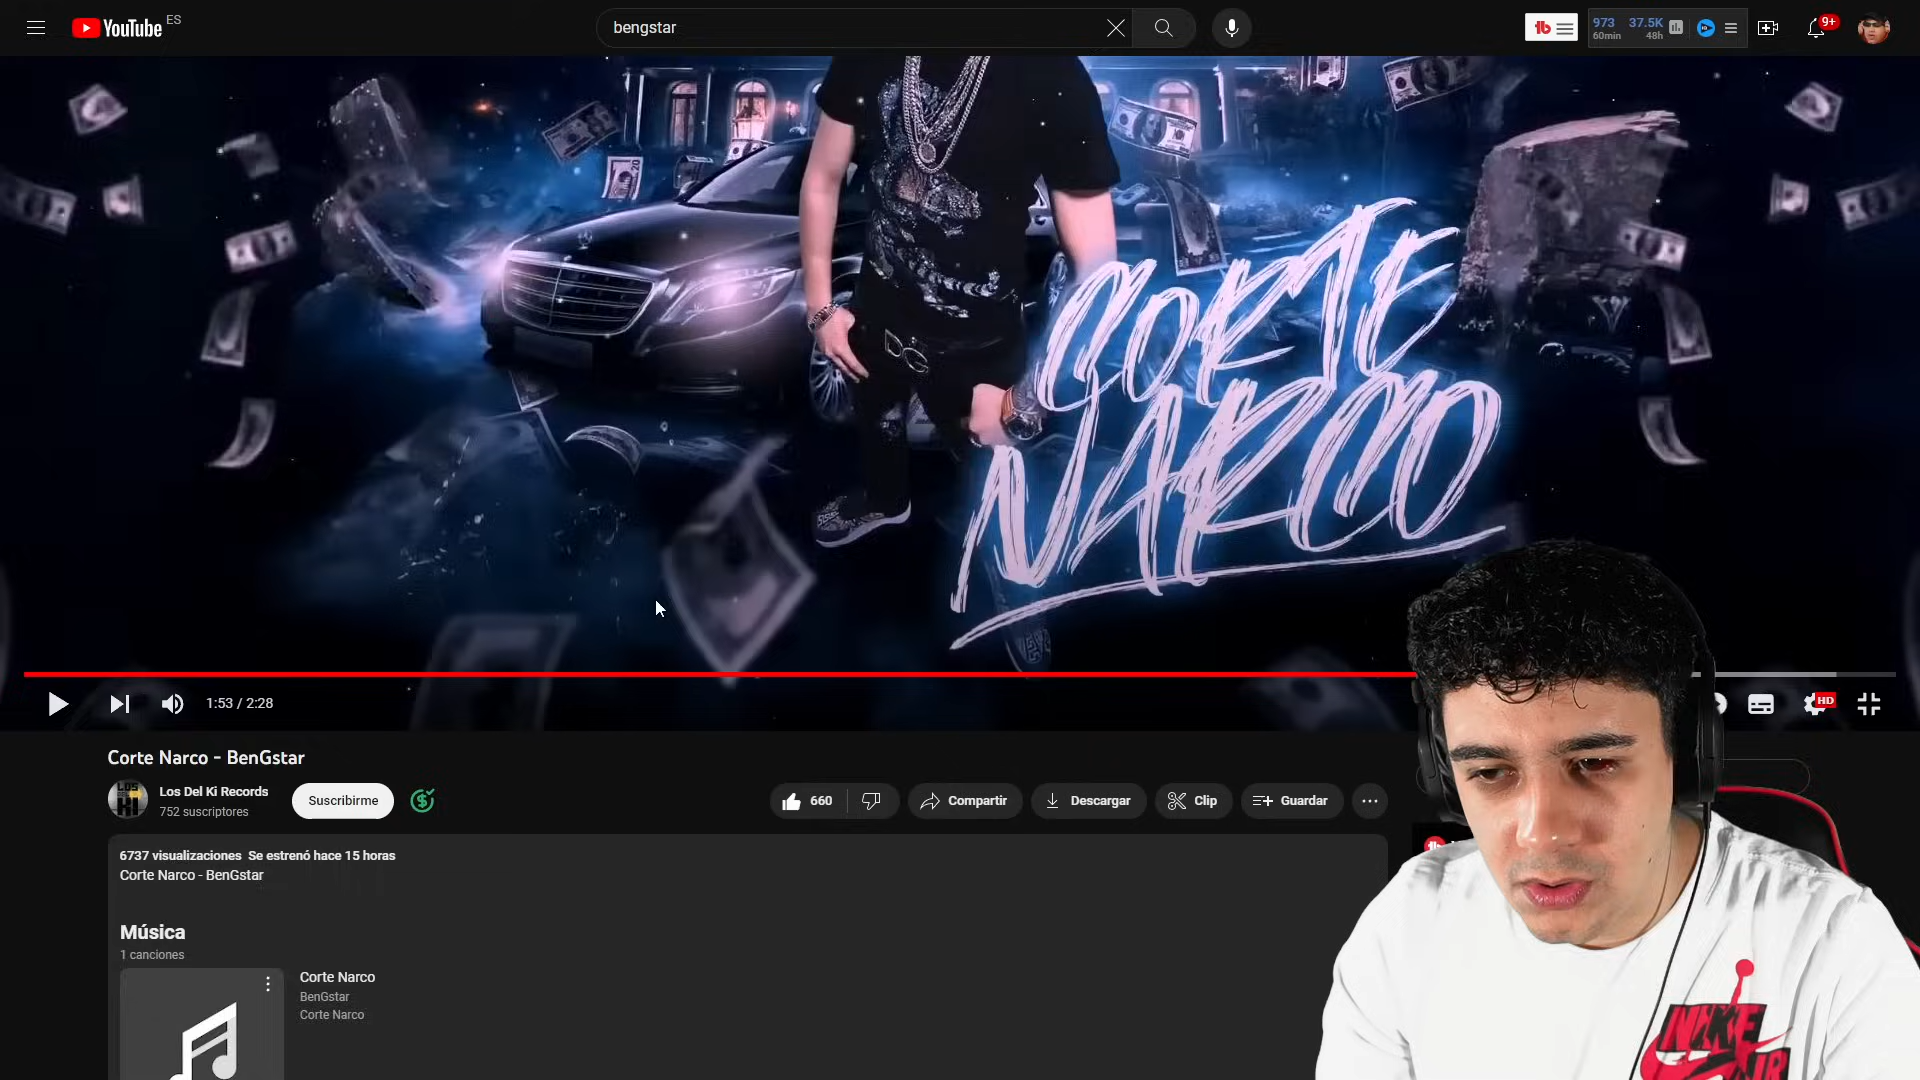 YouTube ES
bengstar
973 37.5K
60min 48h
9+
CORTE
NARCO
1:53 / 2:28
HD
Corte Narco - BenGstar
Los Del Ki Records
752 suscriptores
Suscribirme
660
Compartir
Descargar
Clip
Guardar
6737 visualizaciones Se estrenó hace 15 horas
Corte Narco - BenGstar
Música
1 canciones
Corte Narco
BenGstar
Corte Narco
NIKE
AIR